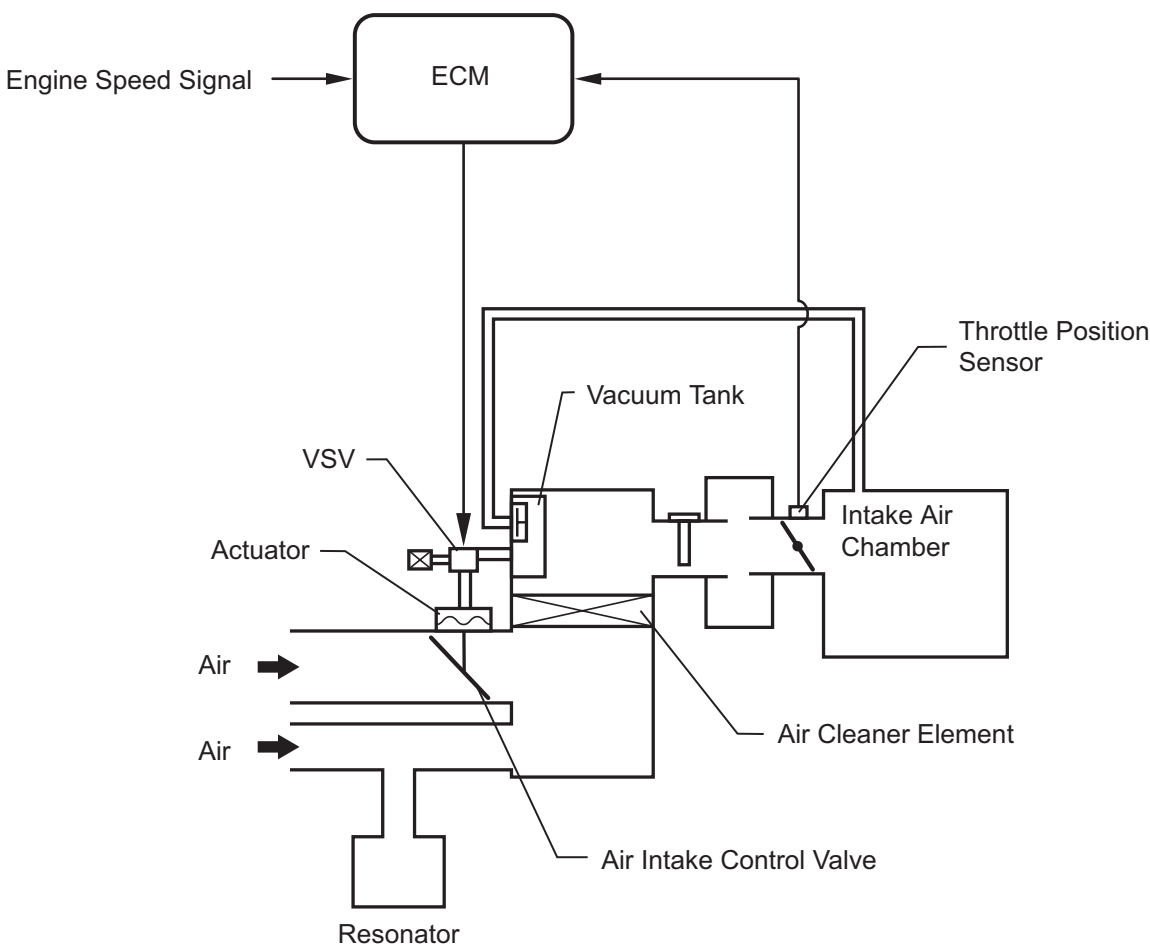 ECM
Engine Speed Signal
Throttle Position
Sensor
Vacuum Tank
VSV
Intake Air
Chamber
Actuator
Air
Air Cleaner Element
Air
Air Intake Control Valve
Resonator